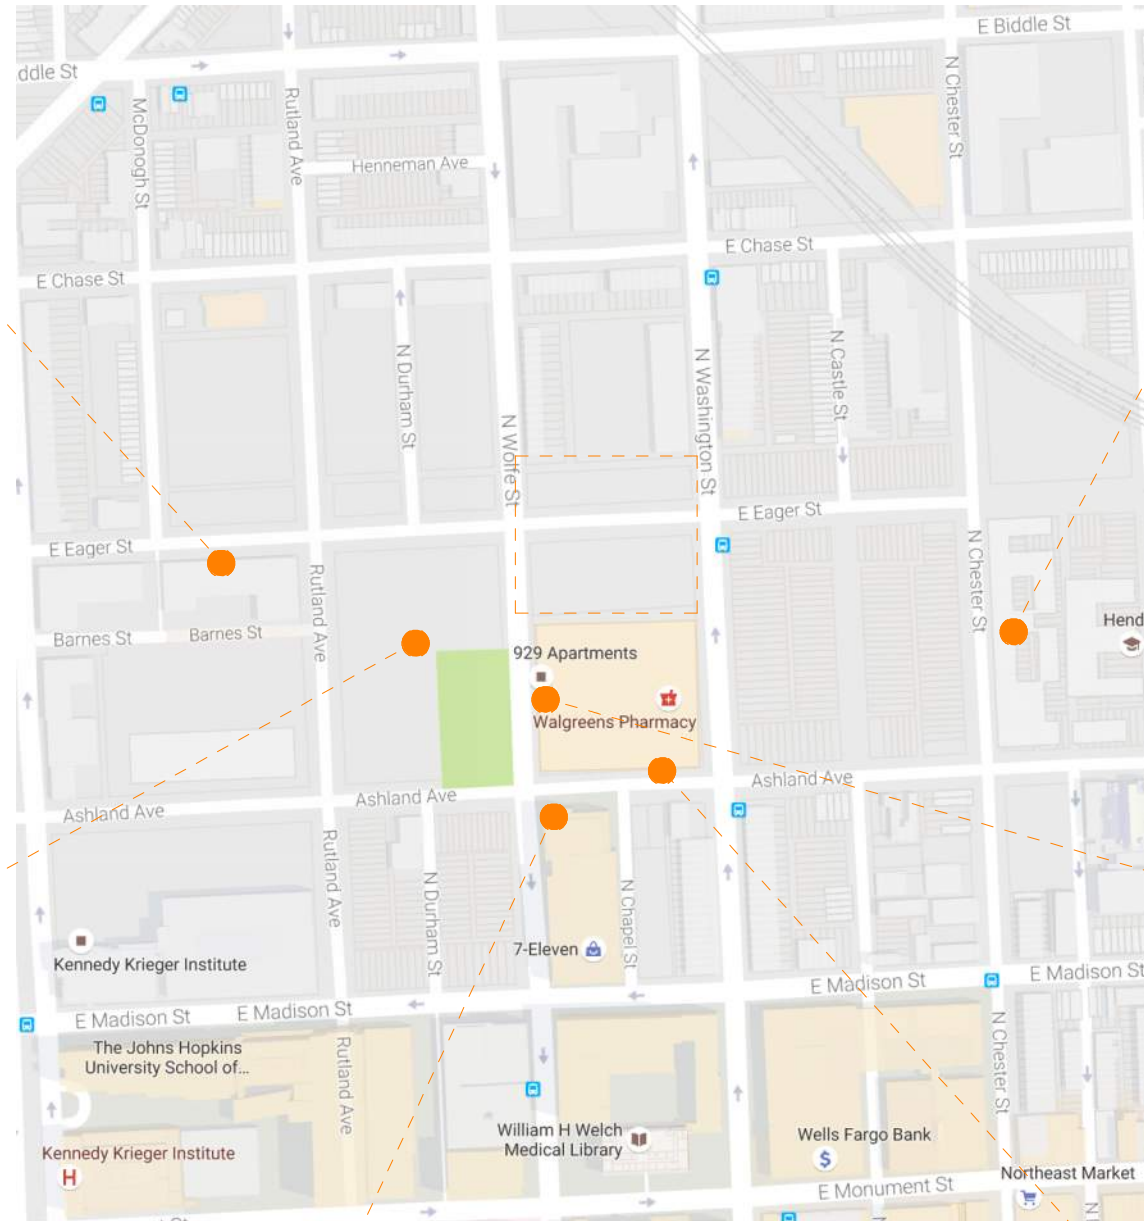 E Biddle St
ddle St
N Chester St
McDonogh St
Rutland Ave
Henneman Ave
E Chase St
E Chase St
N Durham St
N Wolfe St
N Washington St
N Castle St
E Eager St
E Eager St
N Chester St
Rutland Ave
Barnes St
Barnes St
Hend
929 Apartments
Walgreens Pharmacy
Ashland Ave
Ashland Ave
Ashland Ave
Rutland Ave
N Durham St
N Chapel St
7-Eleven
Kennedy Krieger Institute
E Madison St
E Madison St
E Madison St
E Madison St
N Chester St
The Johns Hopkins
University School of...
Rutland Ave
William H Welch
Medical Library
Wells Fargo Bank
$
Kennedy Krieger Institute
H
Northeast Market
E Monument St
N
N
t St